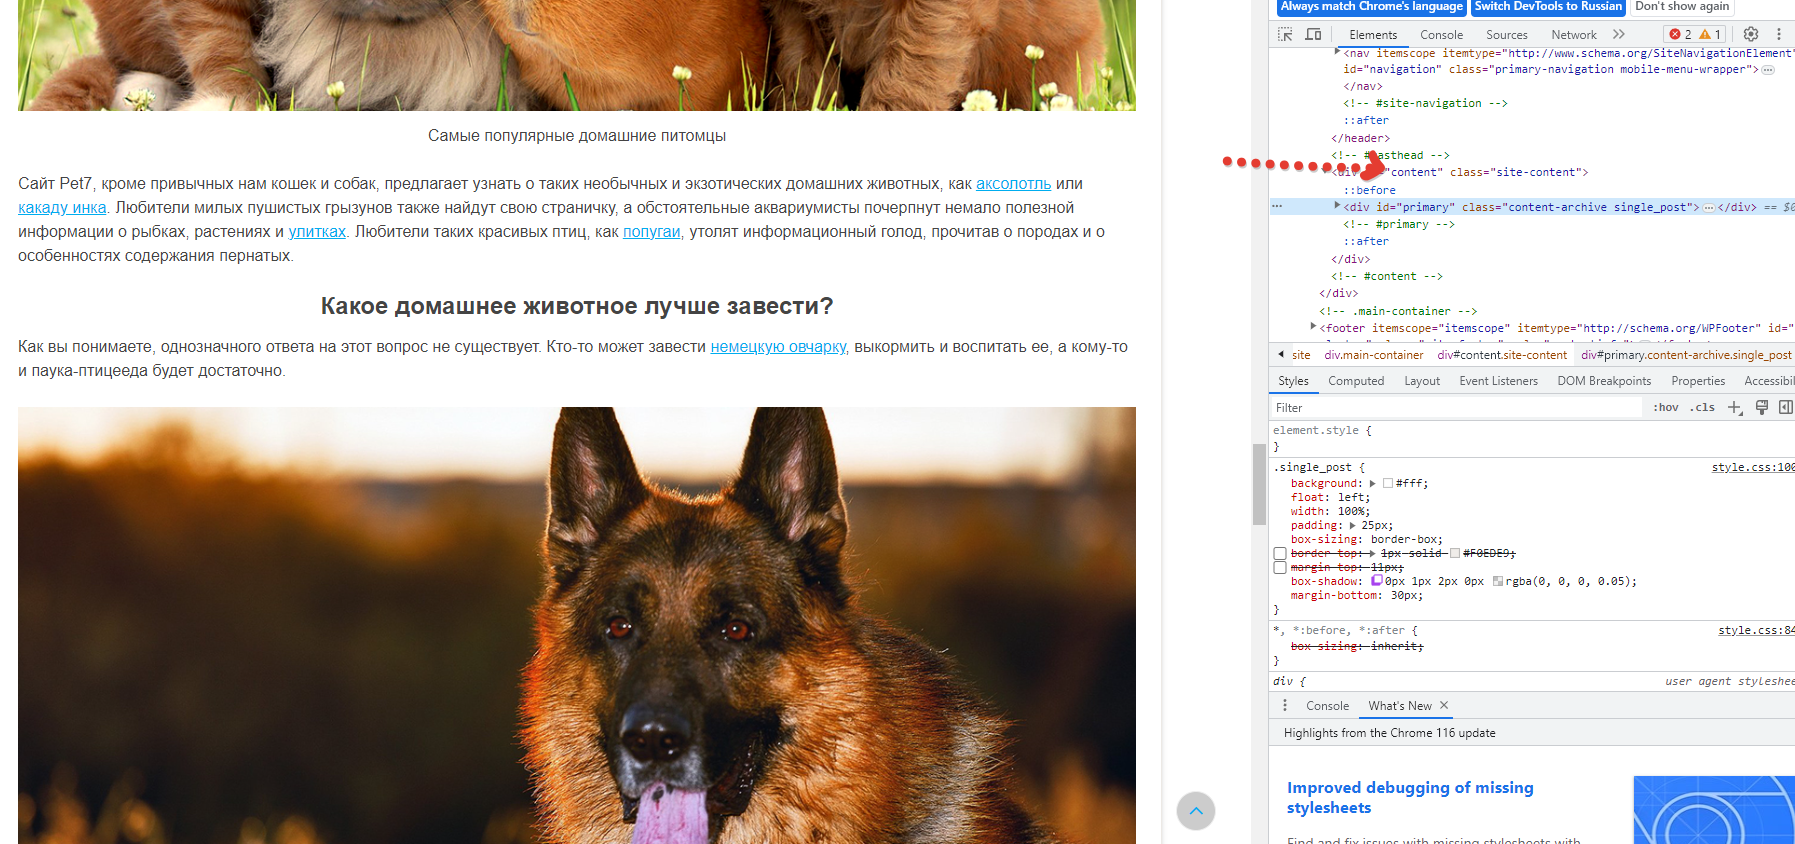 Самые популярные домашние питомцы
Сайт Pet7, кроме привычных нам кошек и собак, предлагает узнать о таких необычных и экзотических домашних животных, как аксолотль или
какаду инка. Любители милых пушистых грызунов также найдут свою страничку, а обстоятельные аквариумисты почерпнут немало полезной
информации о рыбках, растениях и улитках. Любители таких красивых птиц, как попугаи, утолят информационный голод, прочитав о породах и о
особенностях содержания пернатых.
Какое домашнее животное лучше завести?
Как вы понимаете, однозначного ответа на этот вопрос не существует. Кто-то может завести немецкую овчарку, выкормить и воспитать ее, а кому-то
и паука-птицееда будет достаточно.
Always match Chrome's language Switch DevTools to Russian Don't show again
Elements Console Sources Network 2 1
<nav itemscope itemtype="http://www.schema.org/SiteNavigationElement"
id="navigation" class="primary-navigation mobile-menu-wrapper">
</nav>
<!-- #site-navigation -->
::after
</header>
<!-- #masthead -->
<div "content" class="site-content">
::before
<div id="primary" class="content-archive single_post"> </div> == $0
<!-- #primary -->
::after
</div>
<!-- #content -->
</div>
<!-- .main-container -->
<footer itemscope="itemscope" itemtype="http://schema.org/WPFooter" id="
site div.main-container div#content.site-content div#primary.content-archive.single_post
Styles Computed Layout Event Listeners DOM Breakpoints Properties Accessibil
Filter :hov .cls
element.style {
}
.single_post { style.css:100
background: #fff;
float: left;
width: 100%;
padding: 25px;
box-sizing: border-box;
border-top: 1px solid #F0EDE9;
margin-top: 11px;
box-shadow: 0px 1px 2px 0px rgba(0, 0, 0, 0.05);
margin-bottom: 30px;
}
*, *:before, *:after { style.css:84
box-sizing: inherit;
}
div { user agent styleshee
Console What's New
Highlights from the Chrome 116 update
Improved debugging of missing
stylesheets
Find and fix issues with missing stylesheets with